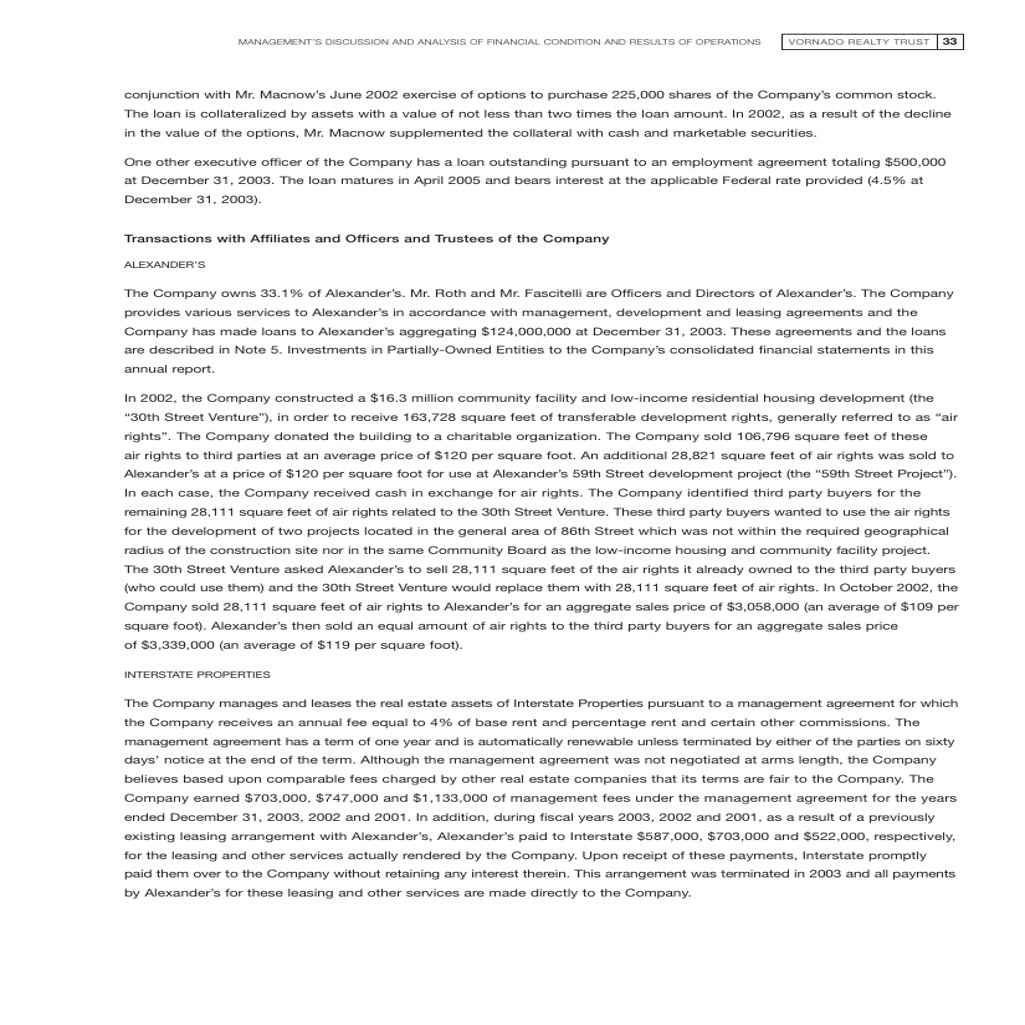 MANAGEMENT'S DISCUSSION AND ANALYSIS OF FINANCIAL CONDITION AND RESULTS OF OPERATIONS VORNADO REALTY TRUST 33
conjunction with Mr. Macnow's June 2002 exercise of options to purchase 225,000 shares of the Company's common stock.
The loan is collateralized by assets with a value of not less than two times the loan amount. In 2002, as a result of the decline
in the value of the options, Mr. Macnow supplemented the collateral with cash and marketable securities.
One other executive officer of the Company has a loan outstanding pursuant to an employment agreement totaling $500,000
at December 31, 2003. The loan matures in April 2005 and bears interest at the applicable Federal rate provided (4.5% at
December 31, 2003).
Transactions with Affiliates and Officers and Trustees of the Company
ALEXANDER'S
The Company owns 33.1% of Alexander's. Mr. Roth and Mr. Fascitelli are Officers and Directors of Alexander's. The Company
provides various services to Alexander's in accordance with management, development and leasing agreements and the
Company has made loans to Alexander's aggregating $124,000,000 at December 31, 2003. These agreements and the loans
are described in Note 5. Investments in Partially-Owned Entities to the Company's consolidated financial statements in this
annual report.
In 2002, the Company constructed a $16.3 million community facility and low-income residential housing development (the
"30th Street Venture"), in order to receive 163,728 square feet of transferable development rights, generally referred to as "air
rights". The Company donated the building to a charitable organization. The Company sold 106,796 square feet of these
air rights to third parties at an average price of $120 per square foot. An additional 28,821 square feet of air rights was sold to
Alexander's at a price of $120 per square foot for use at Alexander's 59th Street development project (the "59th Street Project").
In each case, the Company received cash in exchange for air rights. The Company identified third party buyers for the
remaining 28,111 square feet of air rights related to the 30th Street Venture. These third party buyers wanted to use the air rights
for the development of two projects located in the general area of 86th Street which was not within the required geographical
radius of the construction site nor in the same Community Board as the low-income housing and community facility project.
The 30th Street Venture asked Alexander's to sell 28,111 square feet of the air rights it already owned to the third party buyers
(who could use them) and the 30th Street Venture would replace them with 28,111 square feet of air rights. In October 2002, the
Company sold 28,111 square feet of air rights to Alexander's for an aggregate sales price of $3,058,000 (an average of $109 per
square foot). Alexander's then sold an equal amount of air rights to the third party buyers for an aggregate sales price
of $3,339,000 (an average of $119 per square foot).
INTERSTATE PROPERTIES
The Company manages and leases the real estate assets of Interstate Properties pursuant to a management agreement for which
the Company receives an annual fee equal to 4% of base rent and percentage rent and certain other commissions. The
management agreement has a term of one year and is automatically renewable unless terminated by either of the parties on sixty
days' notice at the end of the term. Although the management agreement was not negotiated at arms length, the Company
believes based upon comparable fees charged by other real estate companies that its terms are fair to the Company. The
Company earned $703,000, $747,000 and $1,133,000 of management fees under the management agreement for the years
ended December 31, 2003, 2002 and 2001. In addition, during fiscal years 2003, 2002 and 2001, as a result of a previously
existing leasing arrangement with Alexander's, Alexander's paid to Interstate $587,000, $703,000 and $522,000, respectively,
for the leasing and other services actually rendered by the Company. Upon receipt of these payments, Interstate promptly
paid them over to the Company without retaining any interest therein. This arrangement was terminated in 2003 and all payments
by Alexander's for these leasing and other services are made directly to the Company.